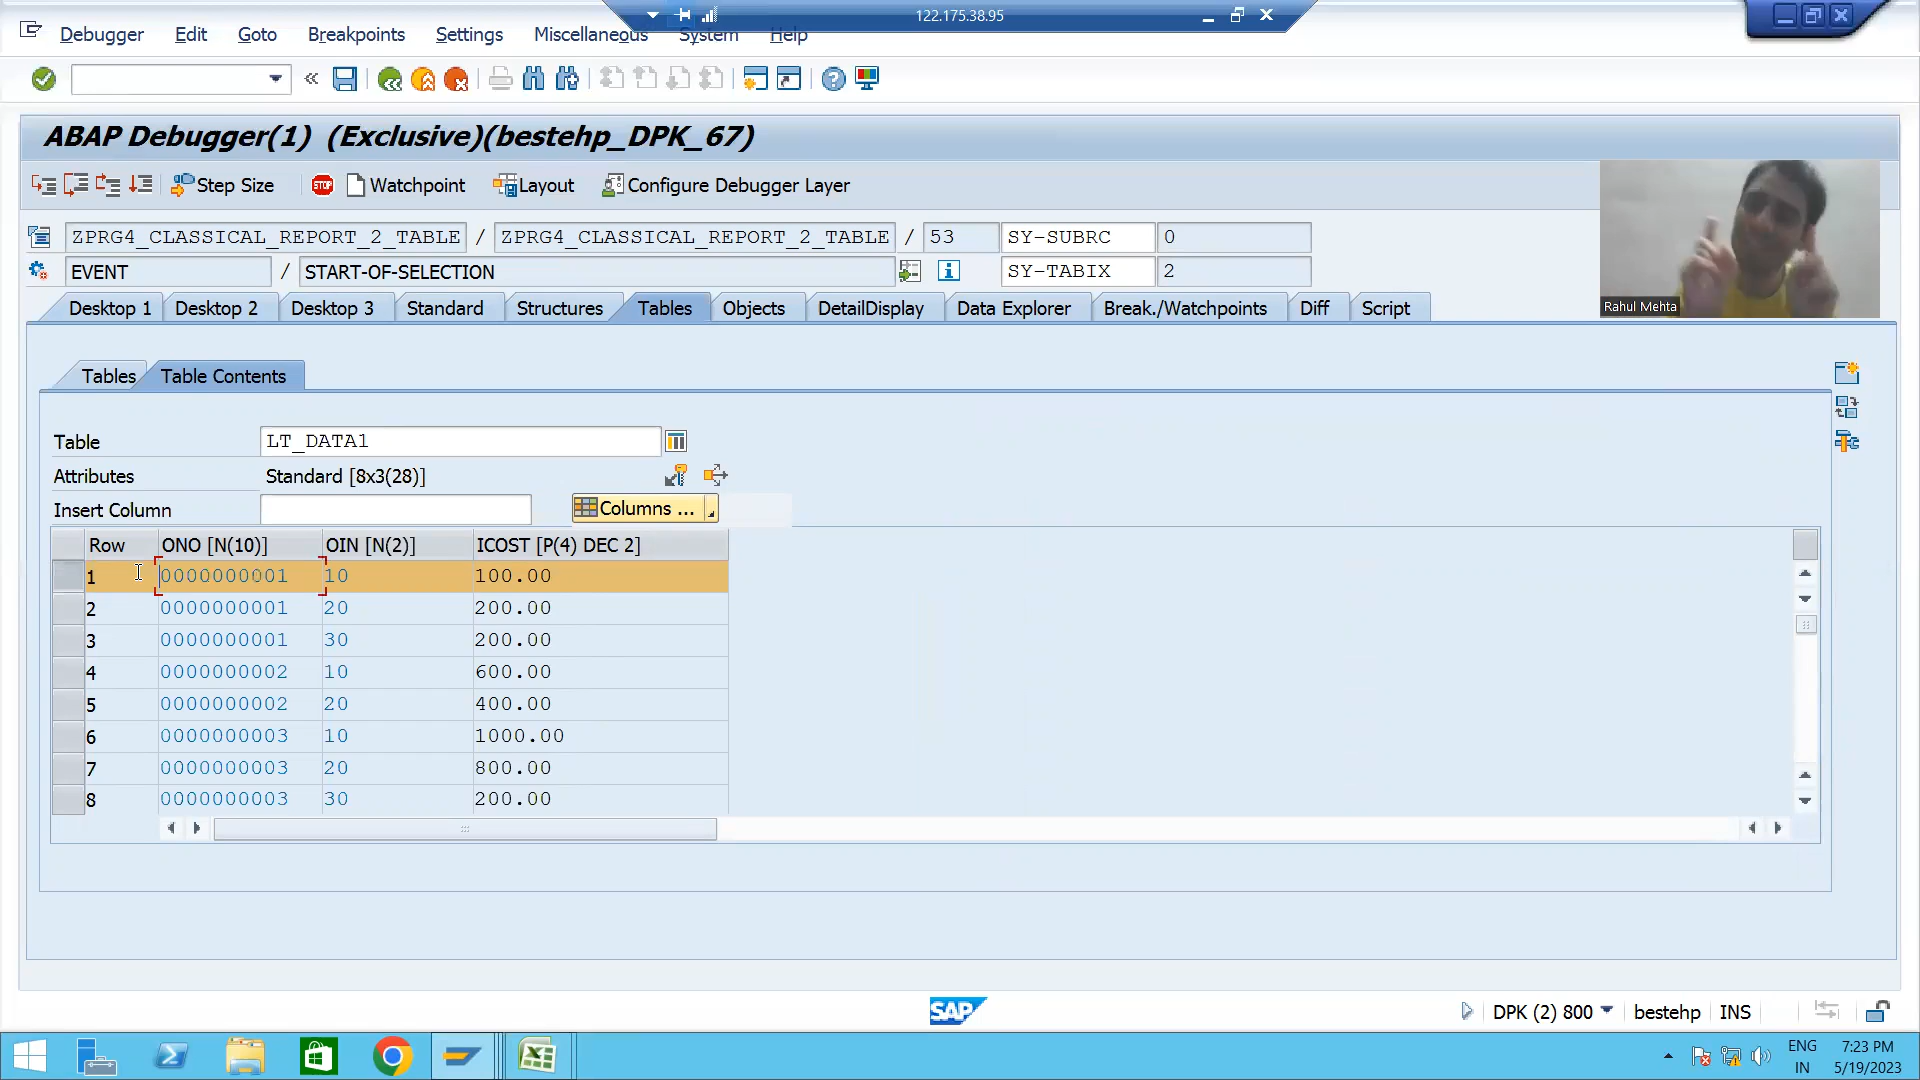 122.175.38.95
Debugger Edit Goto Breakpoints Settings Miscellaneous System Help
ABAP Debugger(1) (Exclusive)(bestehp_DPK_67)
Step Size STOP Watchpoint Layout Configure Debugger Layer
ZPRG4_CLASSICAL_REPORT_2_TABLE / ZPRG4_CLASSICAL_REPORT_2_TABLE / 53 SY-SUBRC 0
EVENT / START-OF-SELECTION SY-TABIX 2
Rahul Mehta
Desktop 1 Desktop 2 Desktop 3 Standard Structures Tables Objects DetailDisplay Data Explorer Break./Watchpoints Diff Script
Tables Table Contents
Table LT_DATA1
Attributes Standard [8x3(28)]
Insert Column Columns ...
Row ONO [N(10)] OIN [N(2)] ICOST [P(4) DEC 2]
1 0000000001 10 100.00
2 0000000001 20 200.00
3 0000000001 30 200.00
4 0000000002 10 600.00
5 0000000002 20 400.00
6 0000000003 10 1000.00
7 0000000003 20 800.00
8 0000000003 30 200.00
SAP DPK (2) 800 bestehp INS
ENG 7:23 PM
IN 5/19/2023